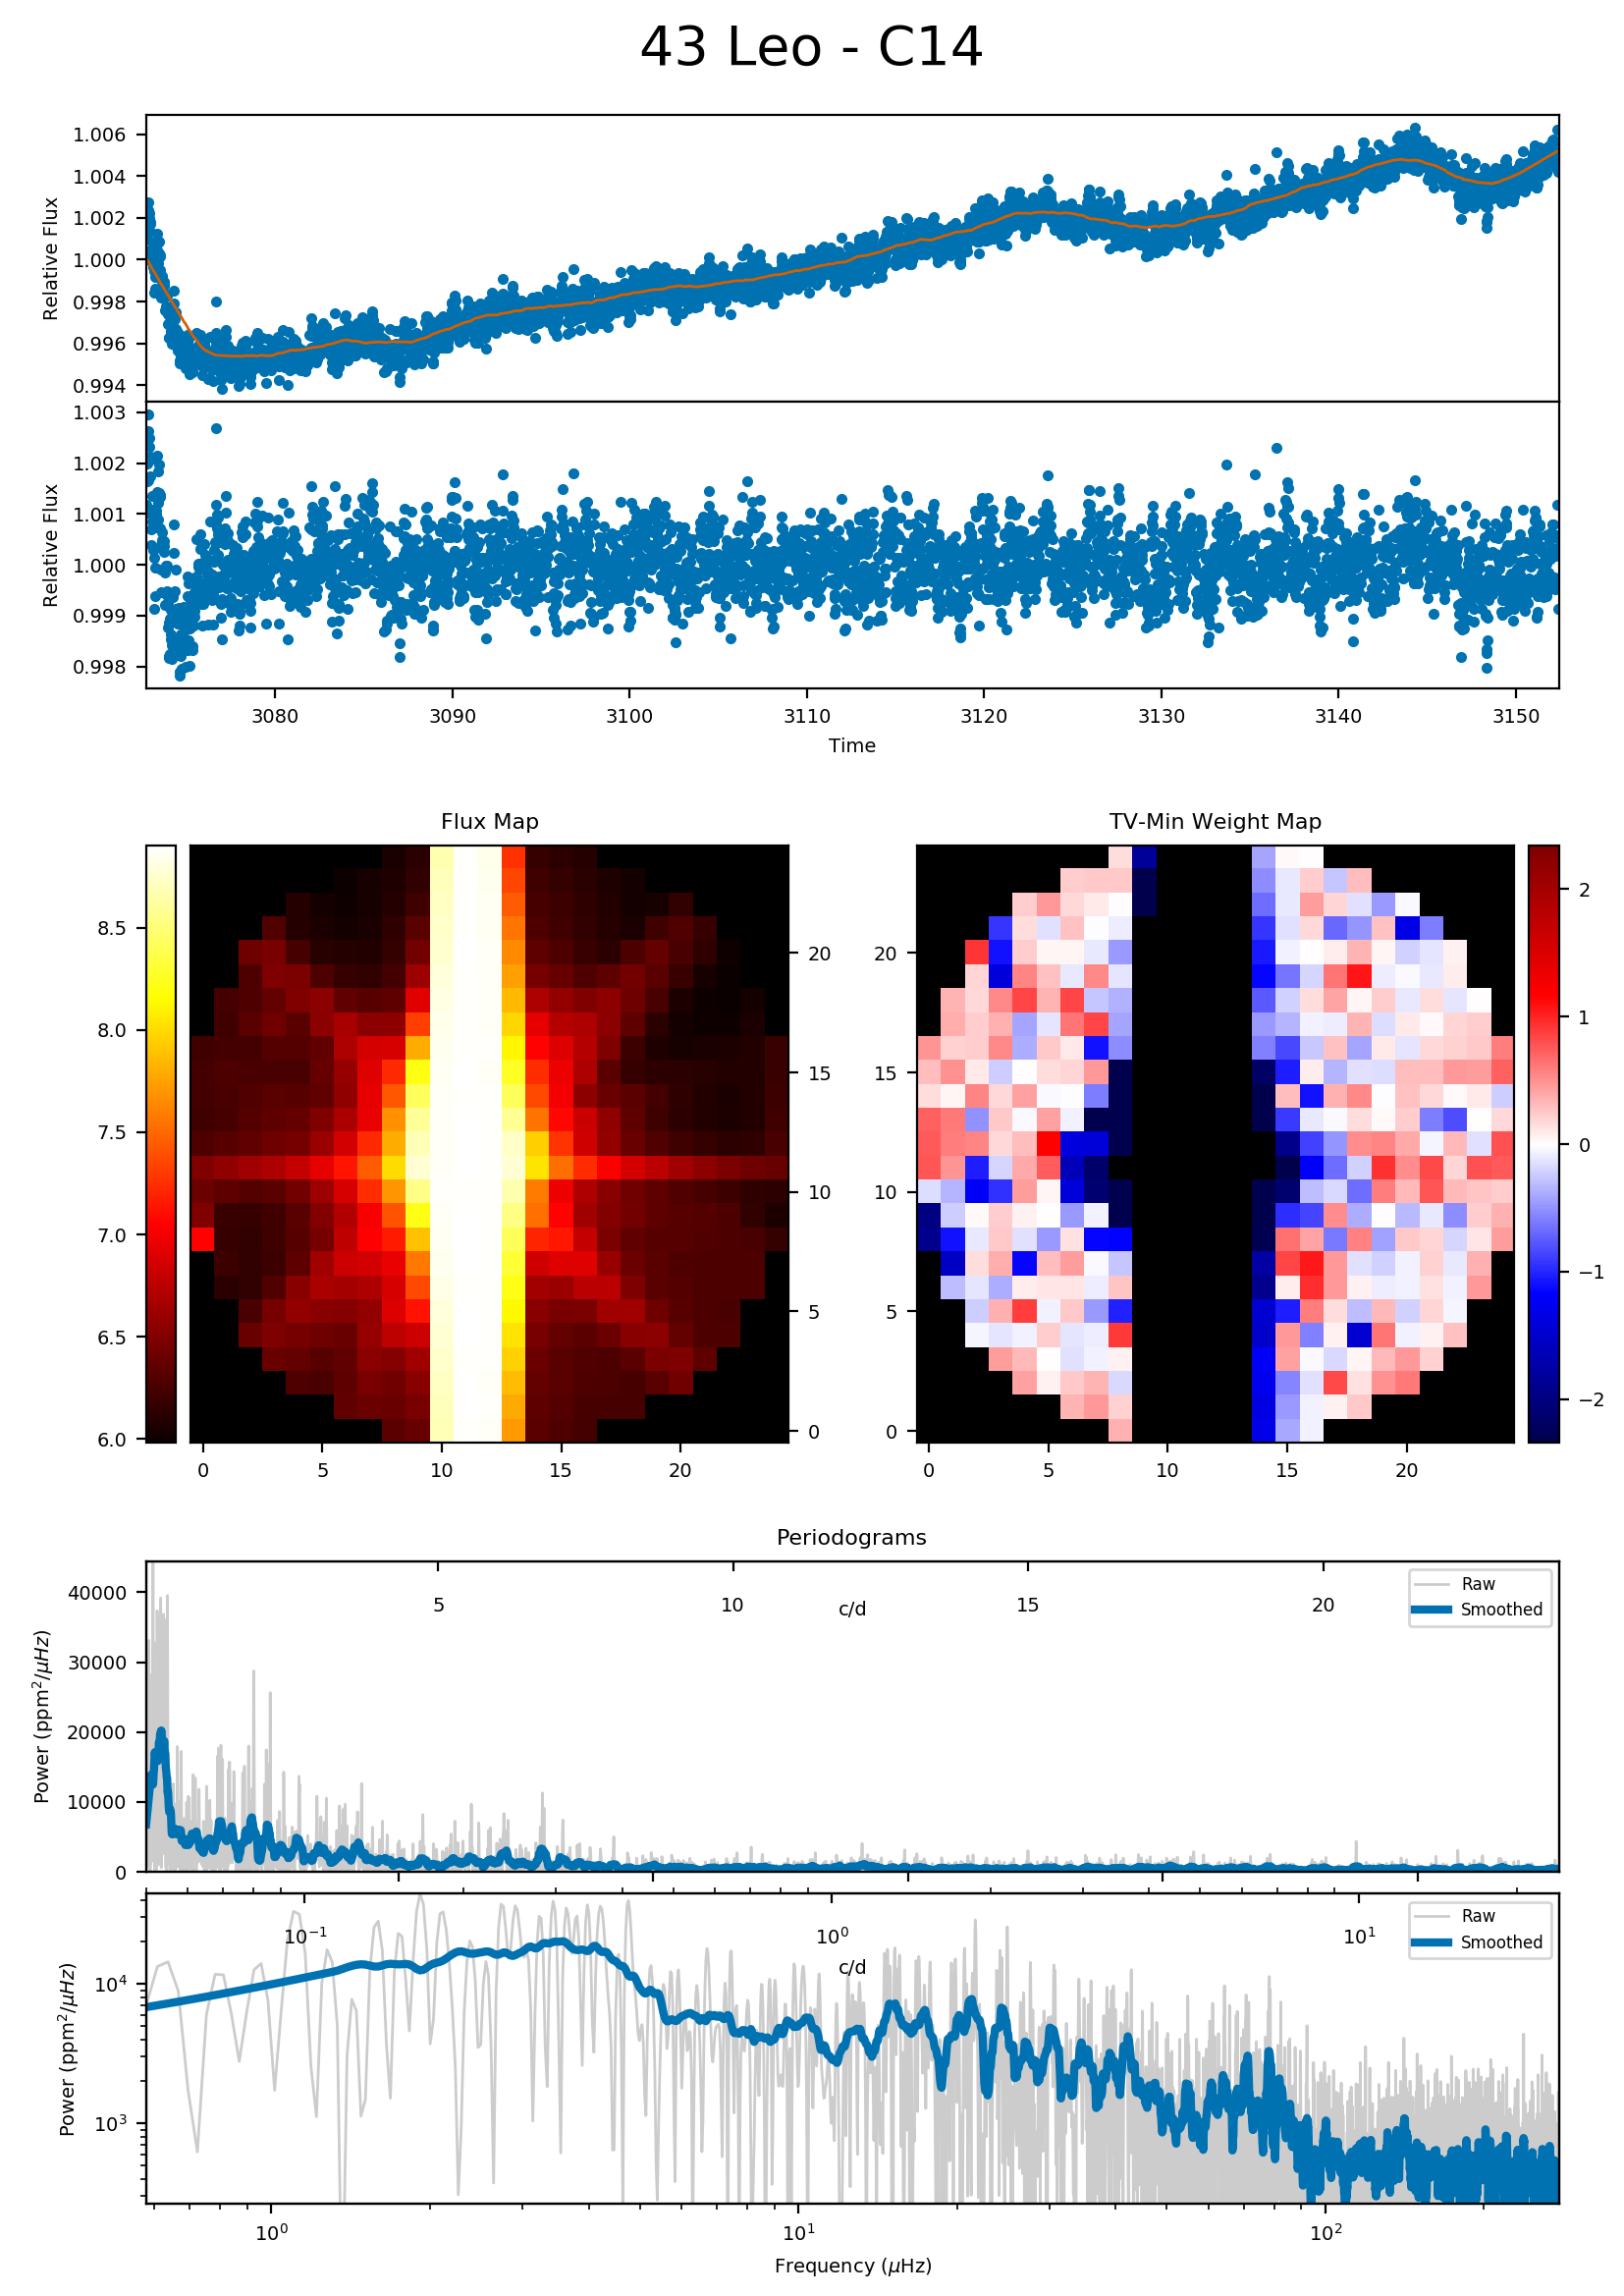 43 Leo - C14
1.006
1.004
1.002
1.000
0.998
0.996
0.994
Relative Flux
1.003
1.002
1.001
1.000
0.999
0.998
Relative Flux
3080 3090 3100 3110 3120 3130 3140 3150
Time
Flux Map
8.5
8.0
7.5
7.0
6.5
6.0
20
15
10
5
0
0 5 10 15 20
TV-Min Weight Map
20
15
10
5
0
0 5 10 15 20
2
1
0
−1
−2
Periodograms
5 10 15 20
c/d
Raw
Smoothed
40000
30000
20000
10000
0
Power (ppm²/μHz)
10⁻¹ 10⁰ 10¹
c/d
Raw
Smoothed
10⁴
10³
Power (ppm²/μHz)
10⁰ 10¹ 10²
Frequency (μHz)